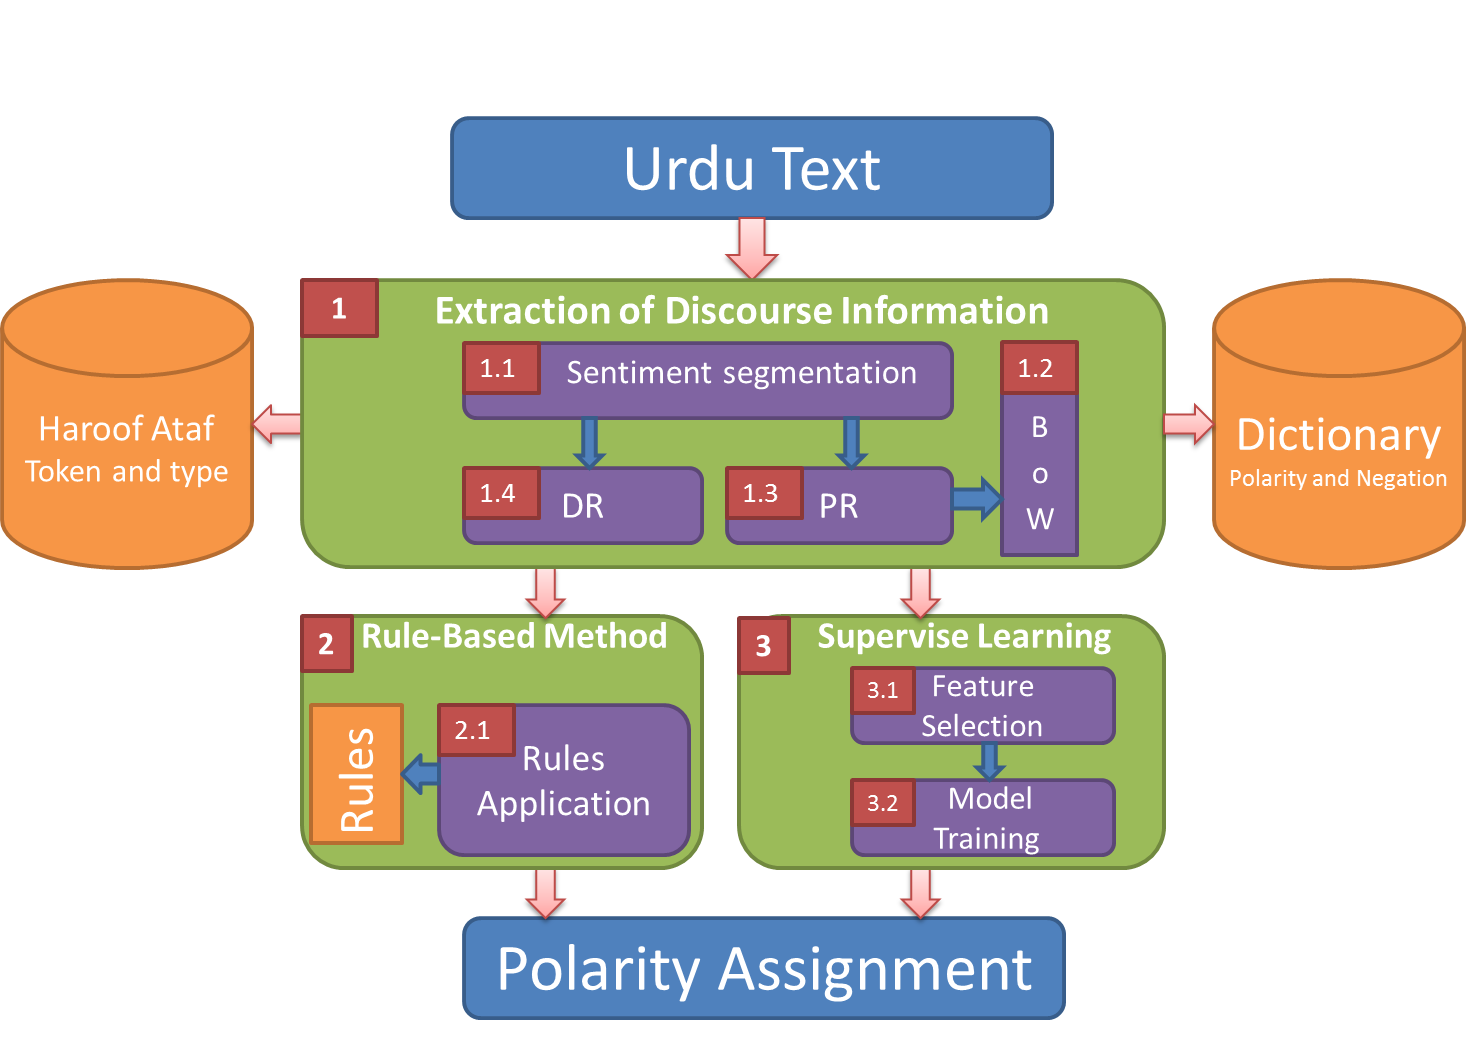 Urdu Text
1
Extraction of Discourse Information
1.1
Sentiment segmentation
1.2
B
o
W
1.4
DR
1.3
PR
Haroof Ataf
Token and type
Dictionary
Polarity and Negation
2
Rule-Based Method
Rules
2.1
Rules
Application
3
Supervise Learning
3.1
Feature
Selection
3.2
Model
Training
Polarity Assignment